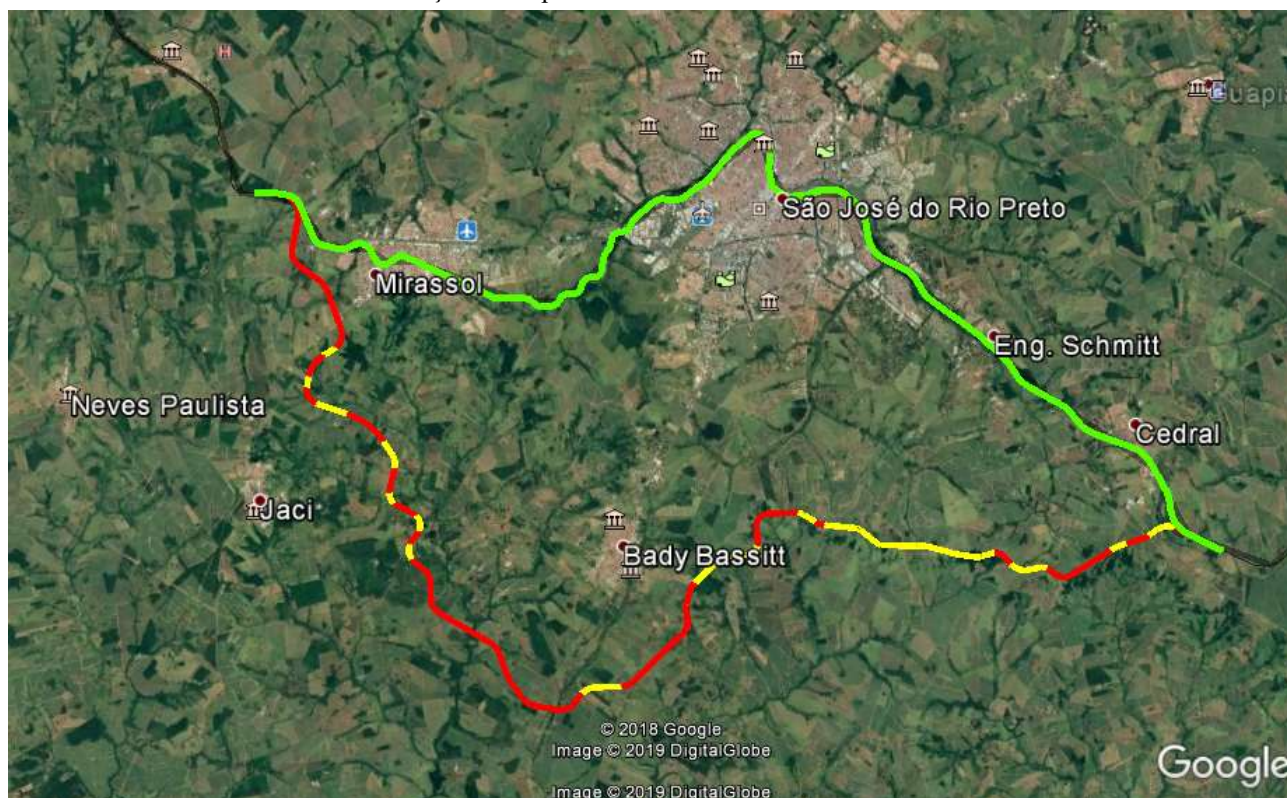 H
São José do Rio Preto
Mirassol
Eng. Schmitt
Neves Paulista
Cedral
Jaci
Bady Bassitt
© 2018 Google
Image © 2019 DigitalGlobe
Google
Image © 2019 DigitalGlobe